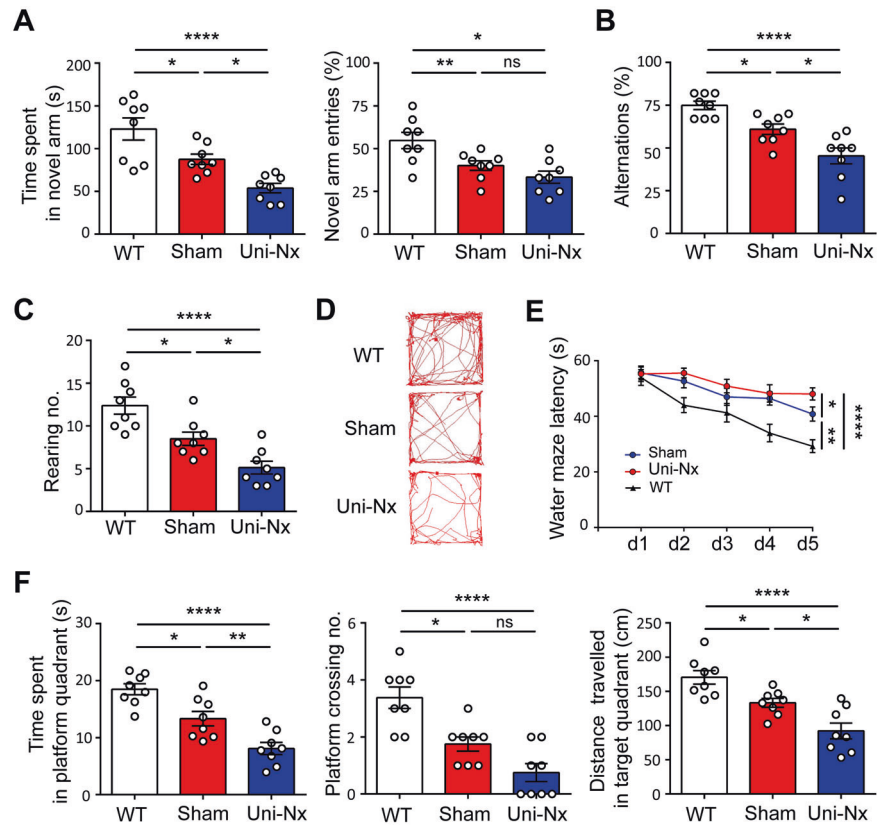 A
B
****
* *
Time spent
in novel arm (s)
200
150
100
50
0
WT Sham Uni-Nx
*
** ns
Novel arm entries (%)
100
75
50
25
0
WT Sham Uni-Nx
****
* *
Alternations (%)
100
75
50
25
0
WT Sham Uni-Nx
C
D
E
****
* *
Rearing no.
20
15
10
5
0
WT Sham Uni-Nx
WT
Sham
Uni-Nx
Water maze latency (s)
60
40
20
0
Sham
Uni-Nx
WT
*
**
****
d1 d2 d3 d4 d5
F
****
* **
Time spent
in platform quadrant (s)
30
20
10
0
WT Sham Uni-Nx
****
* ns
Platform crossing no.
6
4
2
0
WT Sham Uni-Nx
****
* *
Distance travelled
in target quadrant (cm)
250
200
150
100
50
0
WT Sham Uni-Nx